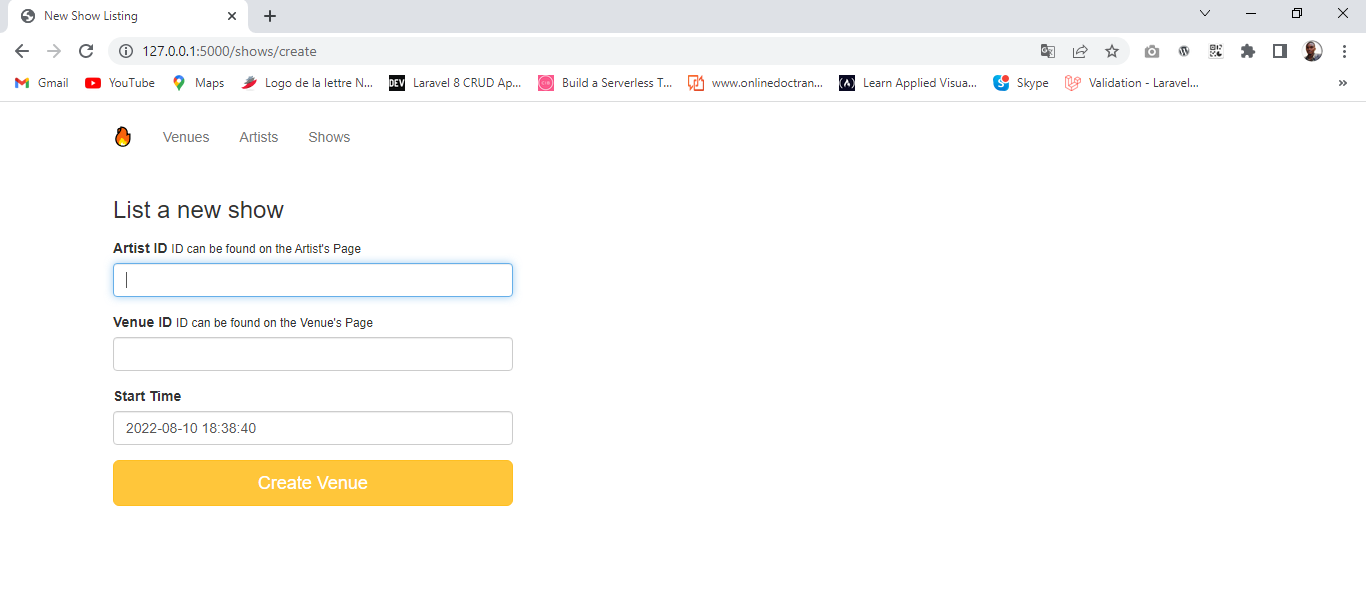 New Show Listing
127.0.0.1:5000/shows/create
Gmail YouTube Maps Logo de la lettre N... DEV Laravel 8 CRUD Ap... Build a Serverless T... www.onlinedoctran... Learn Applied Visua... Skype Validation - Laravel... »
Venues Artists Shows
List a new show
Artist ID ID can be found on the Artist's Page
Venue ID ID can be found on the Venue's Page
Start Time
2022-08-10 18:38:40
Create Venue